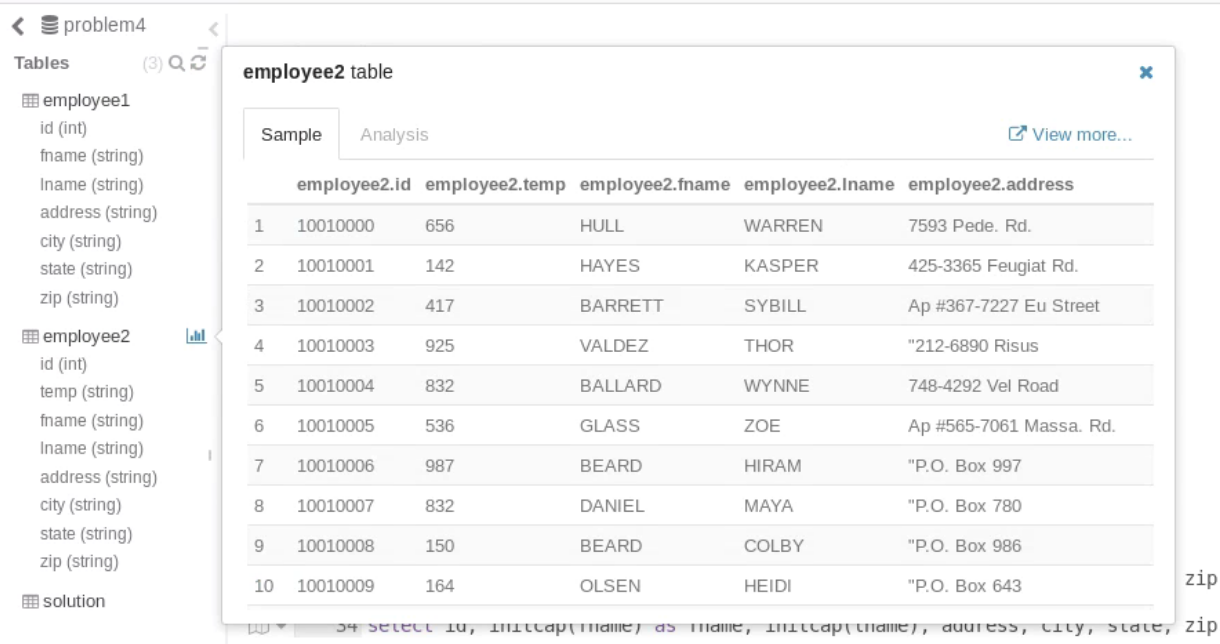 problem4
Tables (3)
employee1
id (int)
fname (string)
lname (string)
address (string)
city (string)
state (string)
zip (string)
employee2
id (int)
temp (string)
fname (string)
lname (string)
address (string)
city (string)
state (string)
zip (string)
solution
employee2 table
Sample Analysis View more...
employee2.id employee2.temp employee2.fname employee2.lname employee2.address
1 10010000 656 HULL WARREN 7593 Pede. Rd.
2 10010001 142 HAYES KASPER 425-3365 Feugiat Rd.
3 10010002 417 BARRETT SYBILL Ap #367-7227 Eu Street
4 10010003 925 VALDEZ THOR "212-6890 Risus
5 10010004 832 BALLARD WYNNE 748-4292 Vel Road
6 10010005 536 GLASS ZOE Ap #565-7061 Massa. Rd.
7 10010006 987 BEARD HIRAM "P.O. Box 997
8 10010007 832 DANIEL MAYA "P.O. Box 780
9 10010008 150 BEARD COLBY "P.O. Box 986
10 10010009 164 OLSEN HEIDI "P.O. Box 643
zip
34 select id, initcap(fname) as fname, initcap(lname), address, city, state, zip